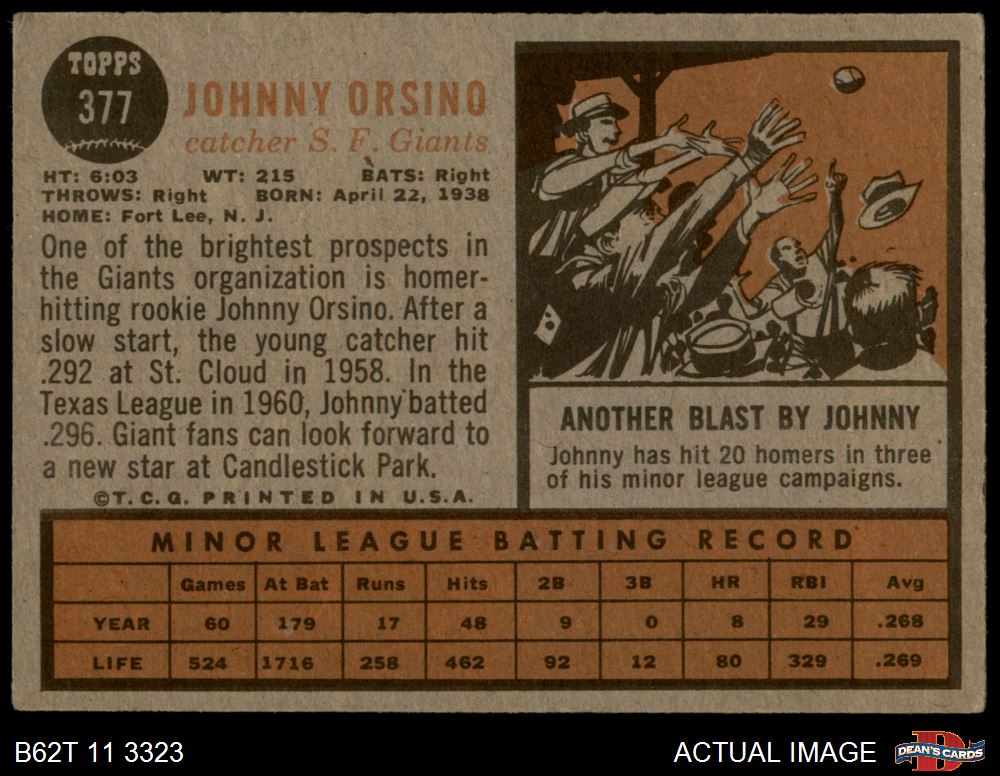 TOPPS
377
JOHNNY ORSINO
catcher S. F. Giants
HT: 6:03 WT: 215 BATS: Right
THROWS: Right BORN: April 22, 1938
HOME: Fort Lee, N. J.
One of the brightest prospects in
the Giants organization is homer-
hitting rookie Johnny Orsino. After a
slow start, the young catcher hit
.292 at St. Cloud in 1958. In the
Texas League in 1960, Johnny batted
.296. Giant fans can look forward to
a new star at Candlestick Park.
©T.C.G. PRINTED IN U.S.A.
ANOTHER BLAST BY JOHNNY
Johnny has hit 20 homers in three
of his minor league campaigns.
MINOR LEAGUE BATTING RECORD
Games At Bat Runs Hits 2B 3B HR RBI Avg
YEAR 60 179 17 48 9 0 8 29 .268
LIFE 524 1716 258 462 92 12 80 329 .269
B62T 11 3323 ACTUAL IMAGE DEAN'S CARDS